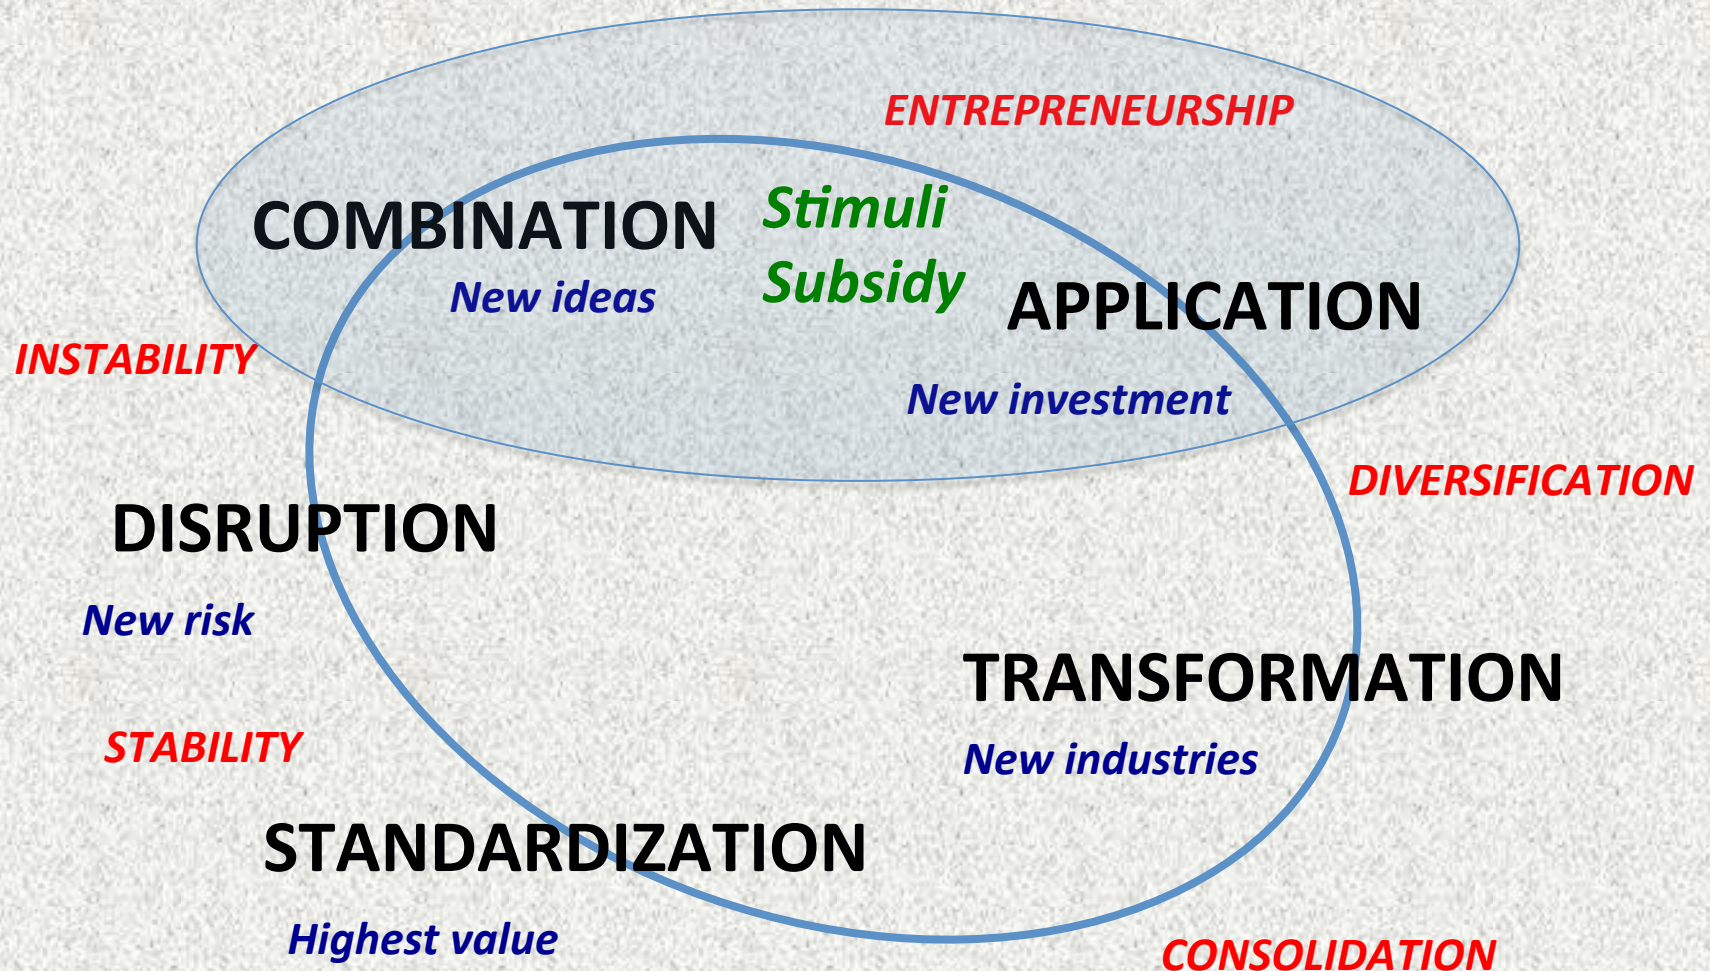 ENTREPRENEURSHIP
COMBINATION
Stimuli
Subsidy
New ideas
APPLICATION
INSTABILITY
New investment
DIVERSIFICATION
DISRUPTION
New risk
TRANSFORMATION
STABILITY
New industries
STANDARDIZATION
Highest value
CONSOLIDATION